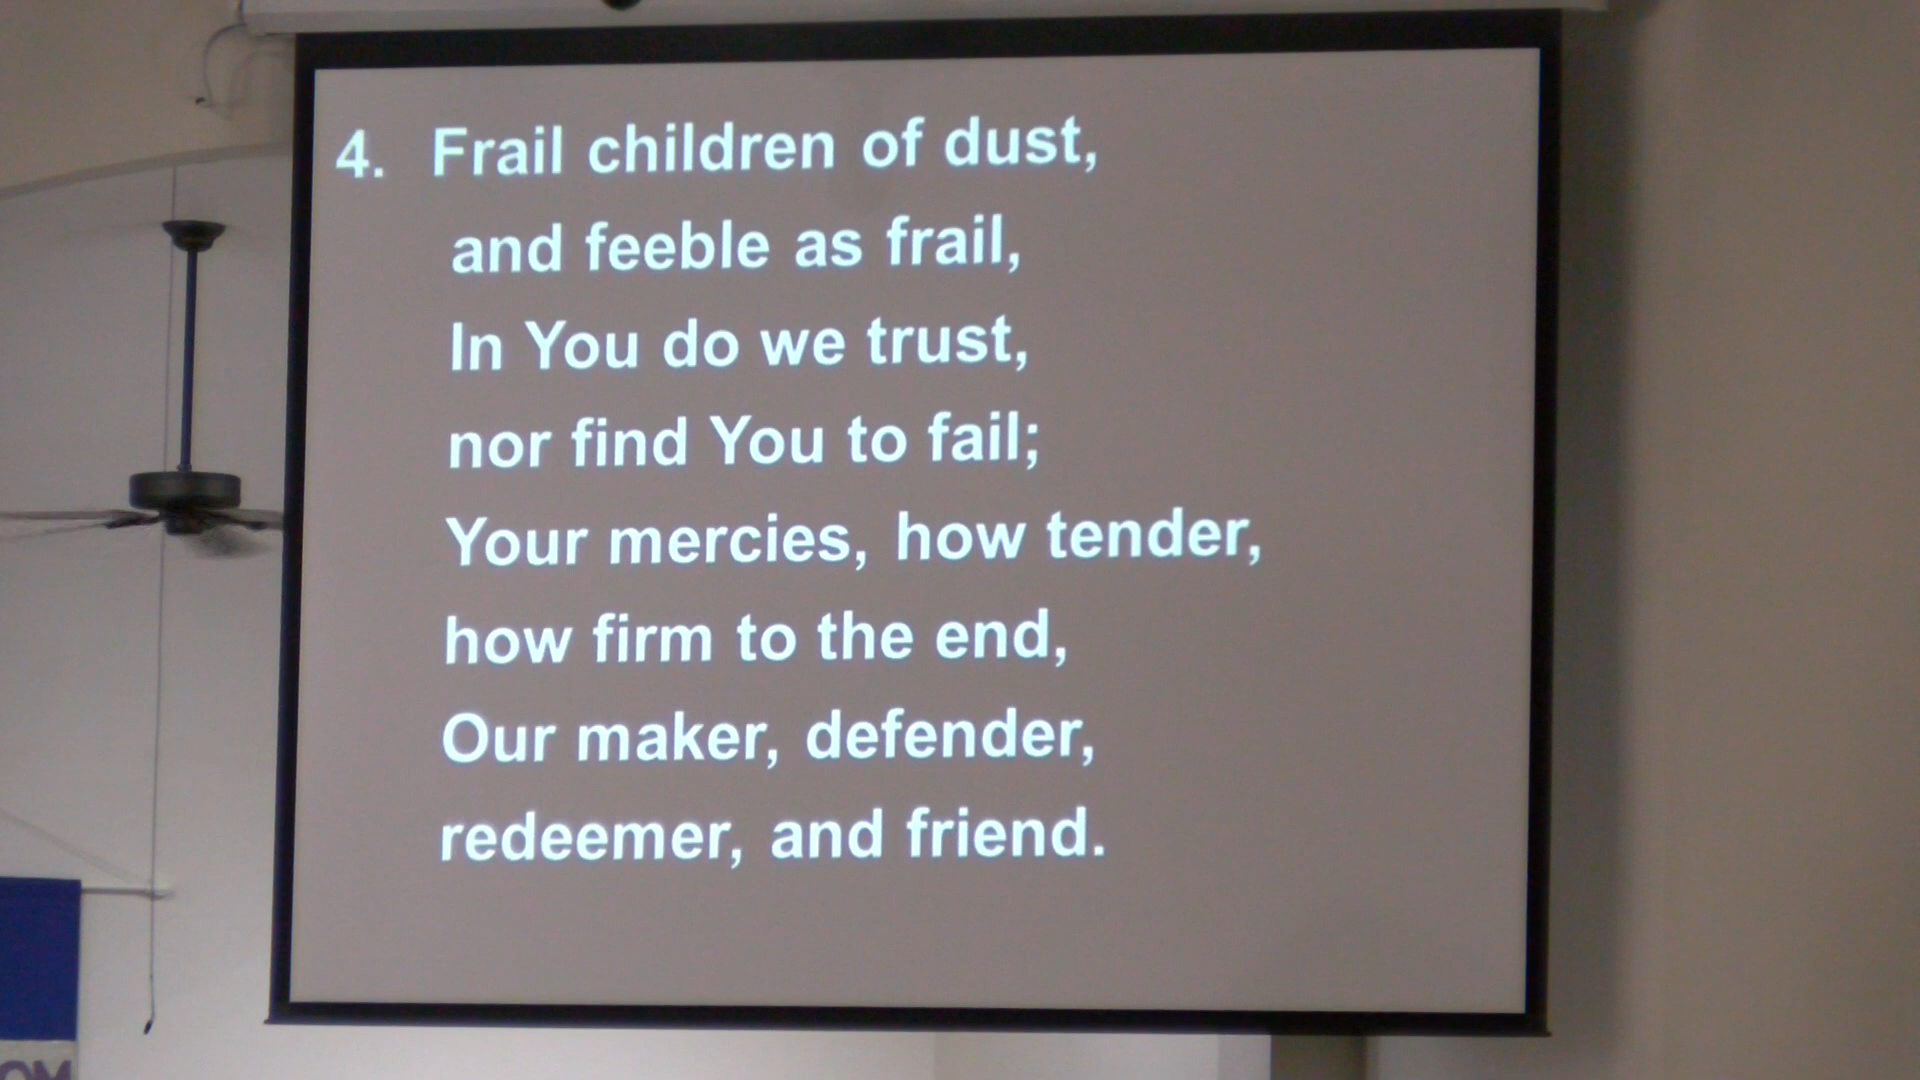 4. Frail children of dust,
and feeble as frail,
In You do we trust,
nor find You to fail;
Your mercies, how tender,
how firm to the end,
Our maker, defender,
redeemer, and friend.
OM